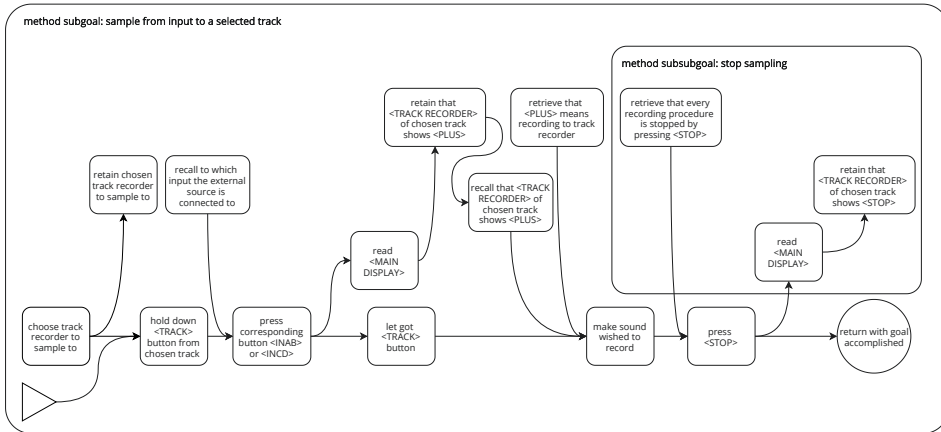 method subgoal: sample from input to a selected track
method subsubgoal: stop sampling
retain that
<TRACK RECORDER>
of chosen track
shows <PLUS>
retrieve that
<PLUS> means
recording to track
recorder
retrieve that every
recording procedure
is stopped by
pressing <STOP>
retain chosen
track recorder
to sample to
recall to which
input the external
source is
connected to
recall that <TRACK
RECORDER> of
chosen track
shows <PLUS>
retain that
<TRACK RECORDER>
of chosen track
shows <STOP>
read
<MAIN
DISPLAY>
read
<MAIN
DISPLAY>
choose track
recorder to
sample to
hold down
<TRACK>
button from
chosen track
press
corresponding
button <INAB>
or <INCD>
let got
<TRACK>
button
make sound
wished to
record
press
<STOP>
return with goal
accomplished